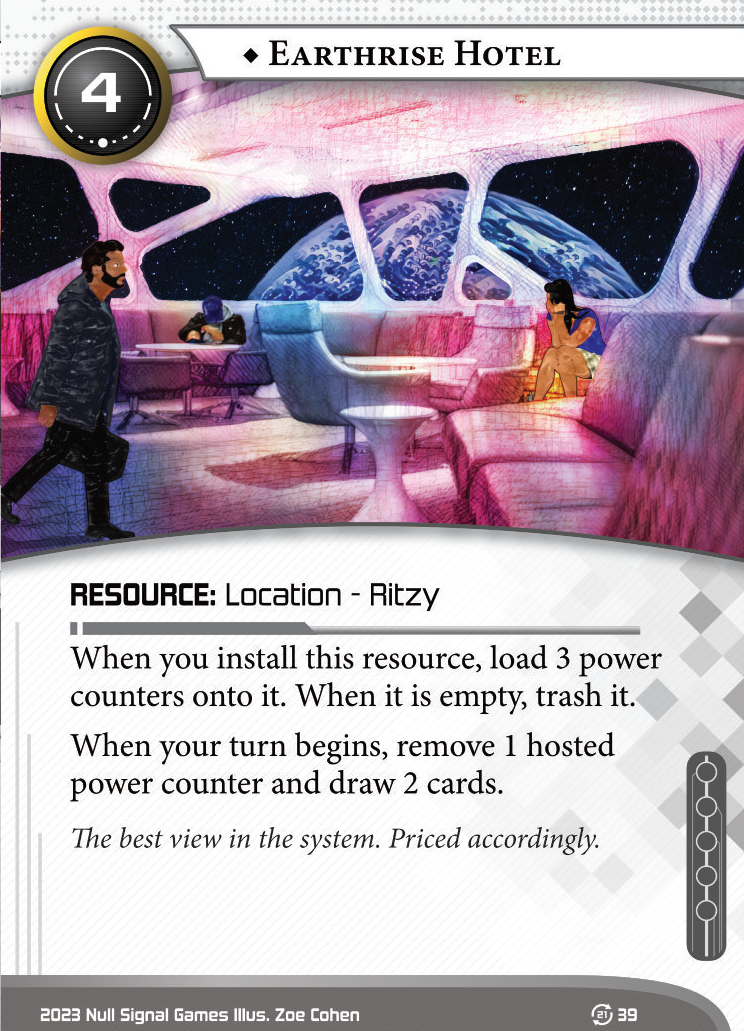 4
◆ Earthrise Hotel
RESOURCE: Location - Ritzy
When you install this resource, load 3 power
counters onto it. When it is empty, trash it.
When your turn begins, remove 1 hosted
power counter and draw 2 cards.
The best view in the system. Priced accordingly.
2023 Null Signal Games Illus. Zoe Cohen
21 39